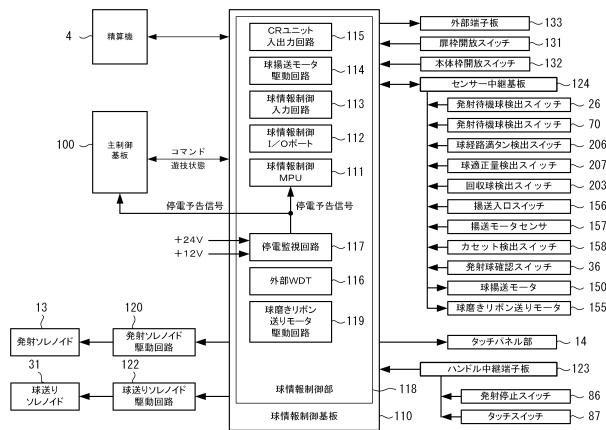 4
精算機
100
主制御
基板
コマンド
遊技状態
停電予告信号
停電予告信号
+24V
+12V
13
発射ソレノイド
120
発射ソレノイド
駆動回路
31
球送り
ソレノイド
122
球送りソレノイド
駆動回路
CRユニット
入出力回路
115
球揚送モータ
駆動回路
114
球情報制御
入力回路
113
球情報制御
I/Oポート
112
球情報制御
MPU
111
停電監視回路
117
外部WDT
116
球磨きリボン
送りモータ
駆動回路
119
球情報制御部
118
球情報制御基板
110
外部端子板
133
扉枠開放スイッチ
131
本体枠開放スイッチ
132
センサー中継基板
124
発射待機球検出スイッチ
26
発射待機球検出スイッチ
70
球経路満タン検出スイッチ
206
球適正量検出スイッチ
207
回収球検出スイッチ
203
揚送入口スイッチ
156
揚送モータセンサ
157
カセット検出スイッチ
158
発射球確認スイッチ
36
球揚送モータ
150
球磨きリボン送りモータ
155
タッチパネル部
14
ハンドル中継端子板
123
発射停止スイッチ
86
タッチスイッチ
87